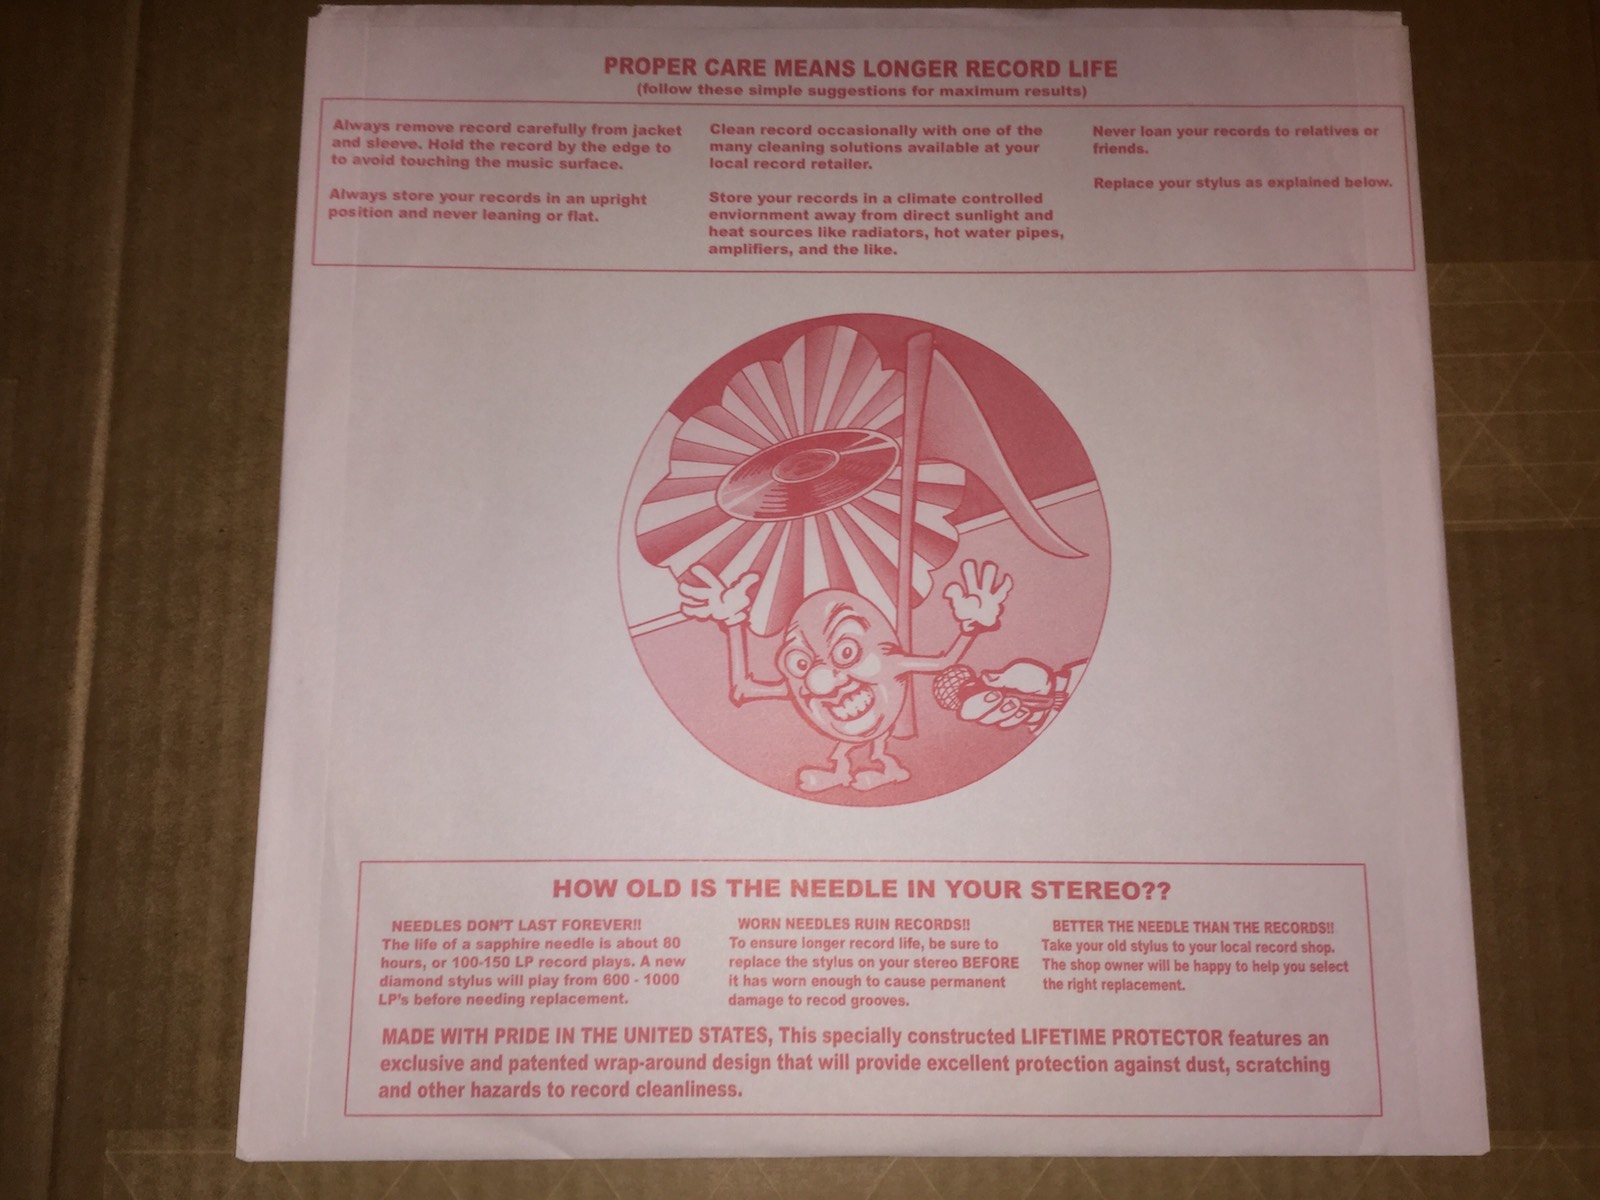 PROPER CARE MEANS LONGER RECORD LIFE
(follow these simple suggestions for maximum results)
Always remove record carefully from jacket
and sleeve. Hold the record by the edge to
to avoid touching the music surface.
Always store your records in an upright
position and never leaning or flat.
Clean record occasionally with one of the
many cleaning solutions available at your
local record retailer.
Store your records in a climate controlled
enviornment away from direct sunlight and
heat sources like radiators, hot water pipes,
amplifiers, and the like.
Never loan your records to relatives or
friends.
Replace your stylus as explained below.
HOW OLD IS THE NEEDLE IN YOUR STEREO??
NEEDLES DON'T LAST FOREVER!!
The life of a sapphire needle is about 80
hours, or 100-150 LP record plays. A new
diamond stylus will play from 600 - 1000
LP's before needing replacement.
WORN NEEDLES RUIN RECORDS!!
To ensure longer record life, be sure to
replace the stylus on your stereo BEFORE
it has worn enough to cause permanent
damage to recod grooves.
BETTER THE NEEDLE THAN THE RECORDS!!
Take your old stylus to your local record shop.
The shop owner will be happy to help you select
the right replacement.
MADE WITH PRIDE IN THE UNITED STATES, This specially constructed LIFETIME PROTECTOR features an
exclusive and patented wrap-around design that will provide excellent protection against dust, scratching
and other hazards to record cleanliness.